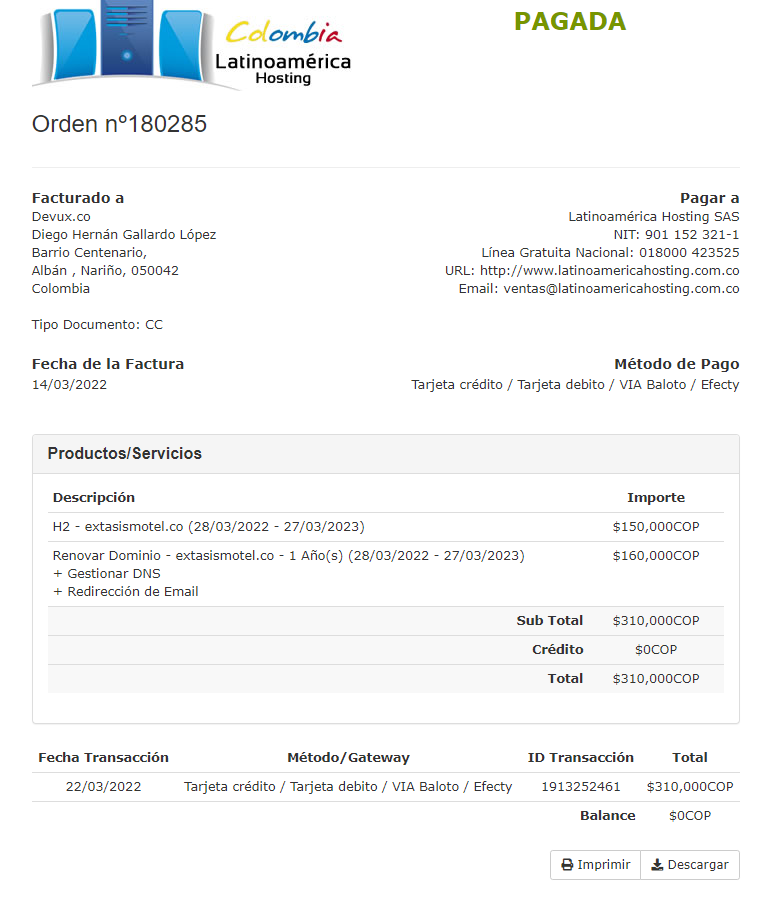 Colombia
Latinoamérica
Hosting
PAGADA
Orden nº180285
Facturado a
Devux.co
Diego Hernán Gallardo López
Barrio Centenario,
Albán , Nariño, 050042
Colombia
Tipo Documento: CC
Pagar a
Latinoamérica Hosting SAS
NIT: 901 152 321-1
Línea Gratuita Nacional: 018000 423525
URL: http://www.latinoamericahosting.com.co
Email: ventas@latinoamericahosting.com.co
Fecha de la Factura
14/03/2022
Método de Pago
Tarjeta crédito / Tarjeta debito / VIA Baloto / Efecty
Productos/Servicios
Descripción Importe
H2 - extasismotel.co (28/03/2022 - 27/03/2023) $150,000COP
Renovar Dominio - extasismotel.co - 1 Año(s) (28/03/2022 - 27/03/2023) $160,000COP
+ Gestionar DNS
+ Redirección de Email
Sub Total $310,000COP
Crédito $0COP
Total $310,000COP
Fecha Transacción Método/Gateway ID Transacción Total
22/03/2022 Tarjeta crédito / Tarjeta debito / VIA Baloto / Efecty 1913252461 $310,000COP
Balance $0COP
Imprimir Descargar